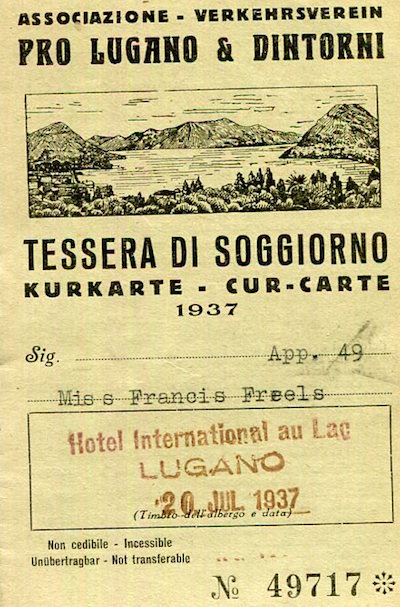 ASSOCIAZIONE - VERKEHRSVEREIN
PRO LUGANO & DINTORNI
TESSERA DI SOGGIORNO
KURKARTE - CUR-CARTE
1937
Sig. App. 49
Miss Francis Freels
Hotel International au Lac
LUGANO
20 JUL. 1937
(Timbro dell'albergo e data)
Non cedibile - Incessible
Unübertragbar - Not transferable
№ 49717 ❊